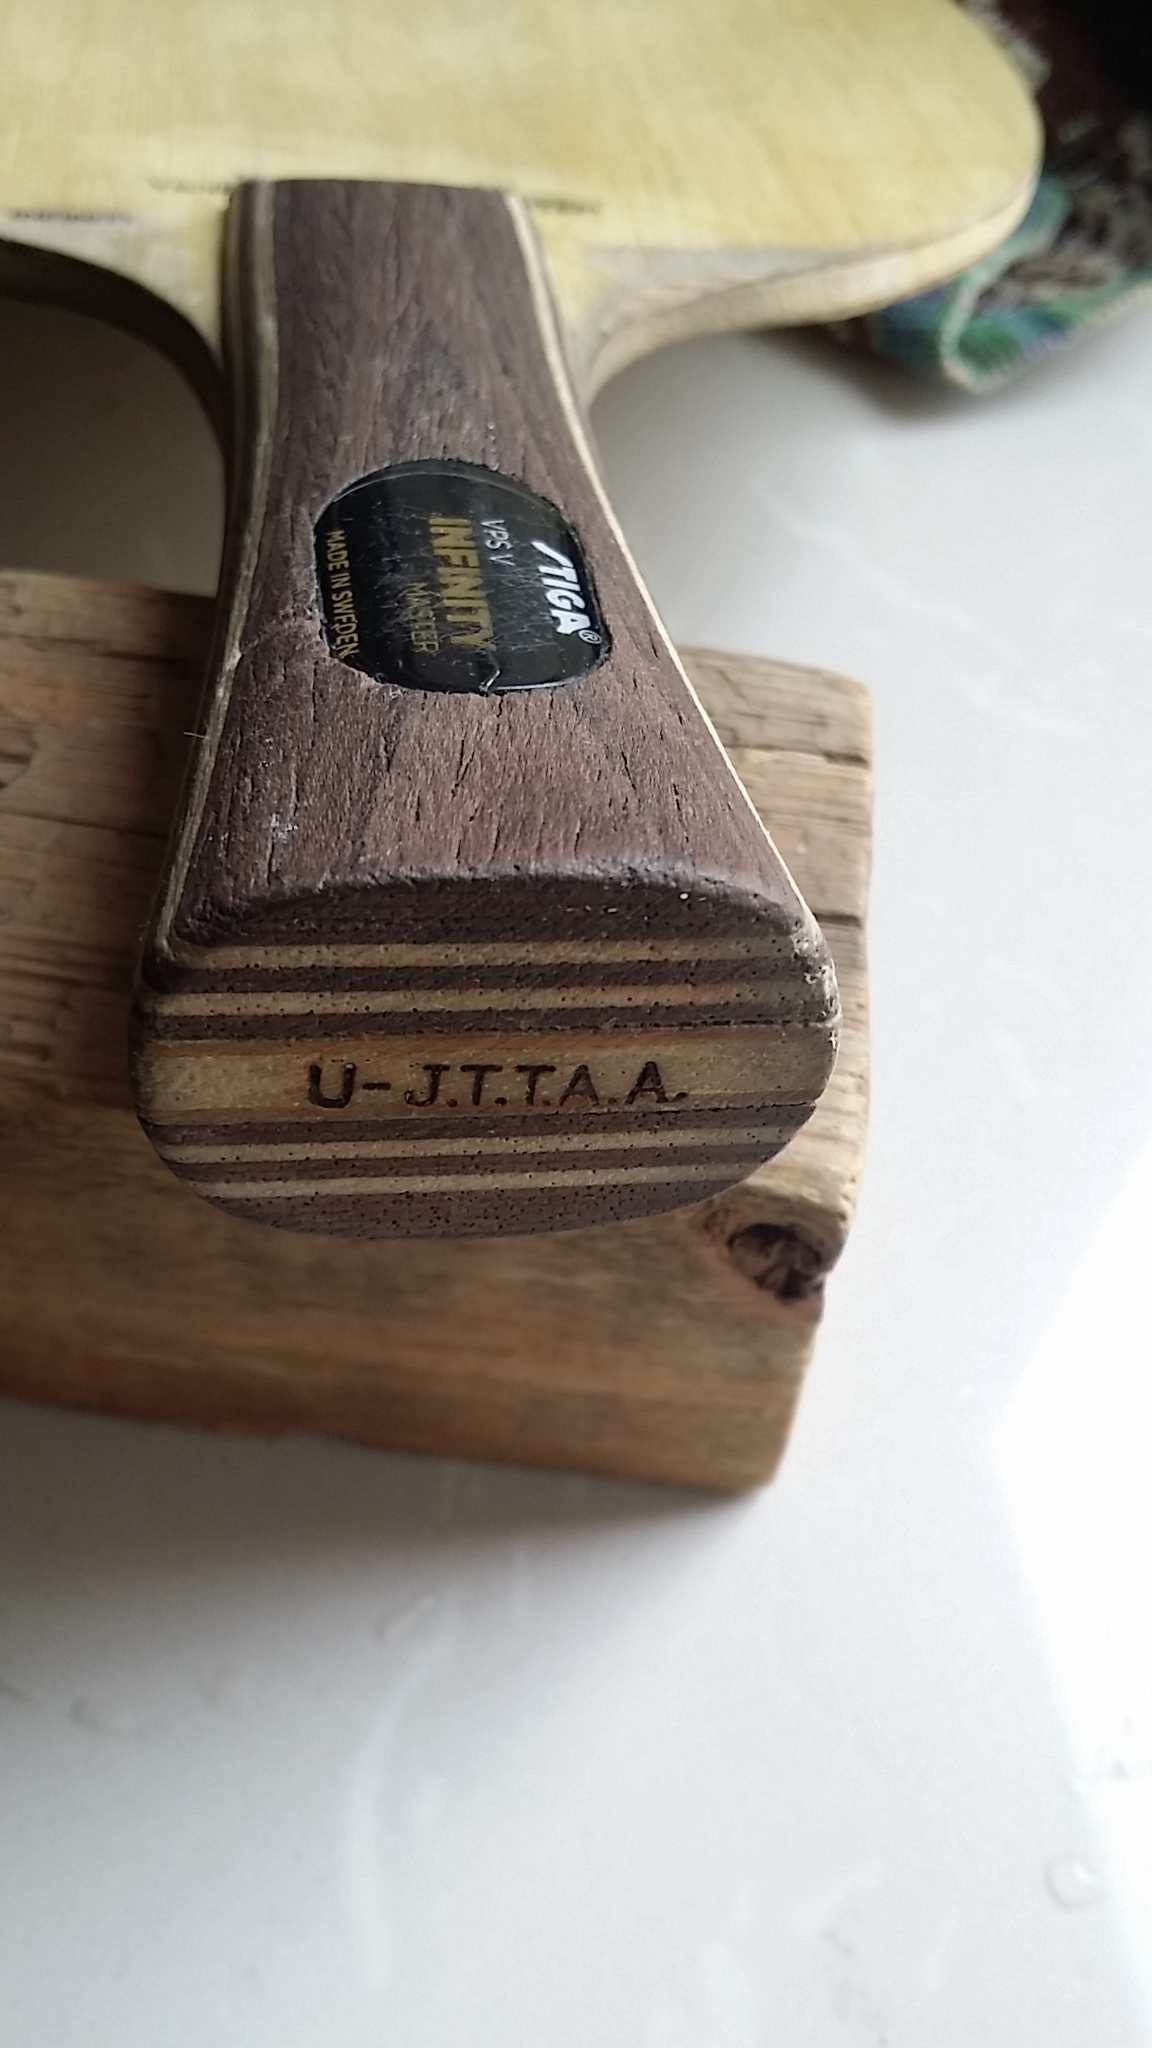 STIGA®
VPS V
INFINITY
MASTER
MADE IN SWEDEN
U-J.T.T.A.A.